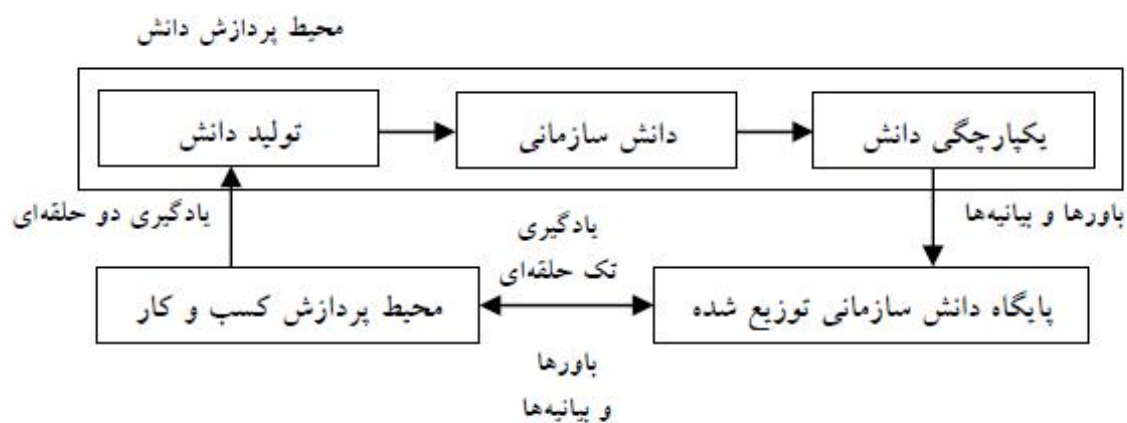 محیط پردازش دانش
یکپارچگی دانش
دانش سازمانی
تولید دانش
باورها و بیانیه‌ها
یادگیری
تک حلقه‌ای
یادگیری دو حلقه‌ای
پایگاه دانش سازمانی توزیع شده
محیط پردازش کسب و کار
باورها
و بیانیه‌ها